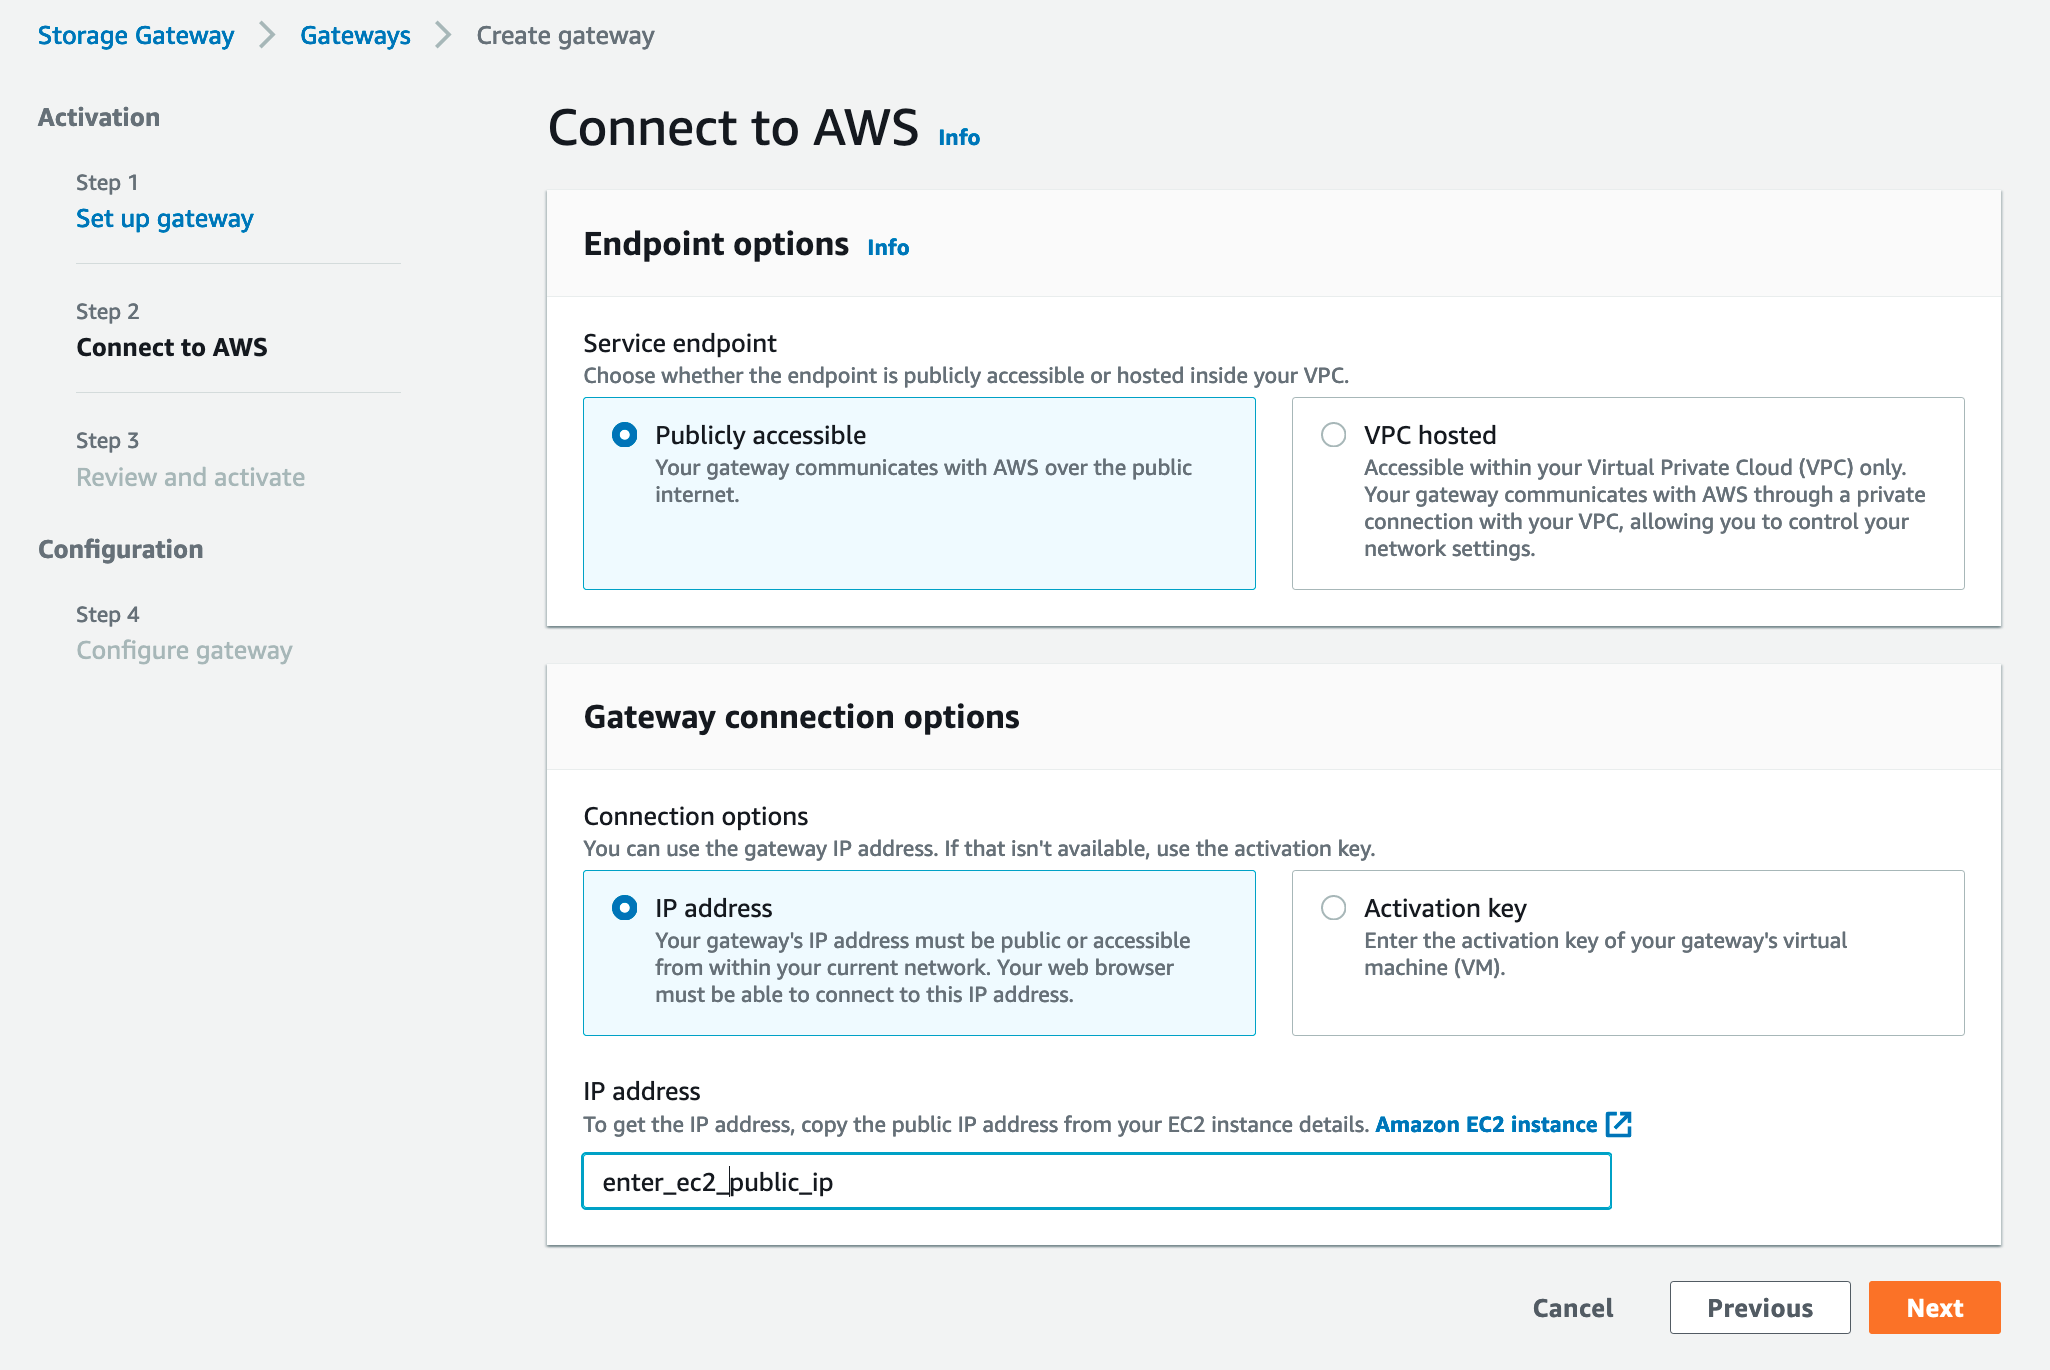 Storage Gateway > Gateways > Create gateway
Activation
Step 1
Set up gateway
Step 2
Connect to AWS
Step 3
Review and activate
Configuration
Step 4
Configure gateway
Connect to AWS Info
Endpoint options Info
Service endpoint
Choose whether the endpoint is publicly accessible or hosted inside your VPC.
Publicly accessible
Your gateway communicates with AWS over the public
internet.
VPC hosted
Accessible within your Virtual Private Cloud (VPC) only.
Your gateway communicates with AWS through a private
connection with your VPC, allowing you to control your
network settings.
Gateway connection options
Connection options
You can use the gateway IP address. If that isn't available, use the activation key.
IP address
Your gateway's IP address must be public or accessible
from within your current network. Your web browser
must be able to connect to this IP address.
Activation key
Enter the activation key of your gateway's virtual
machine (VM).
IP address
To get the IP address, copy the public IP address from your EC2 instance details. Amazon EC2 instance
enter_ec2_public_ip
Cancel
Previous
Next